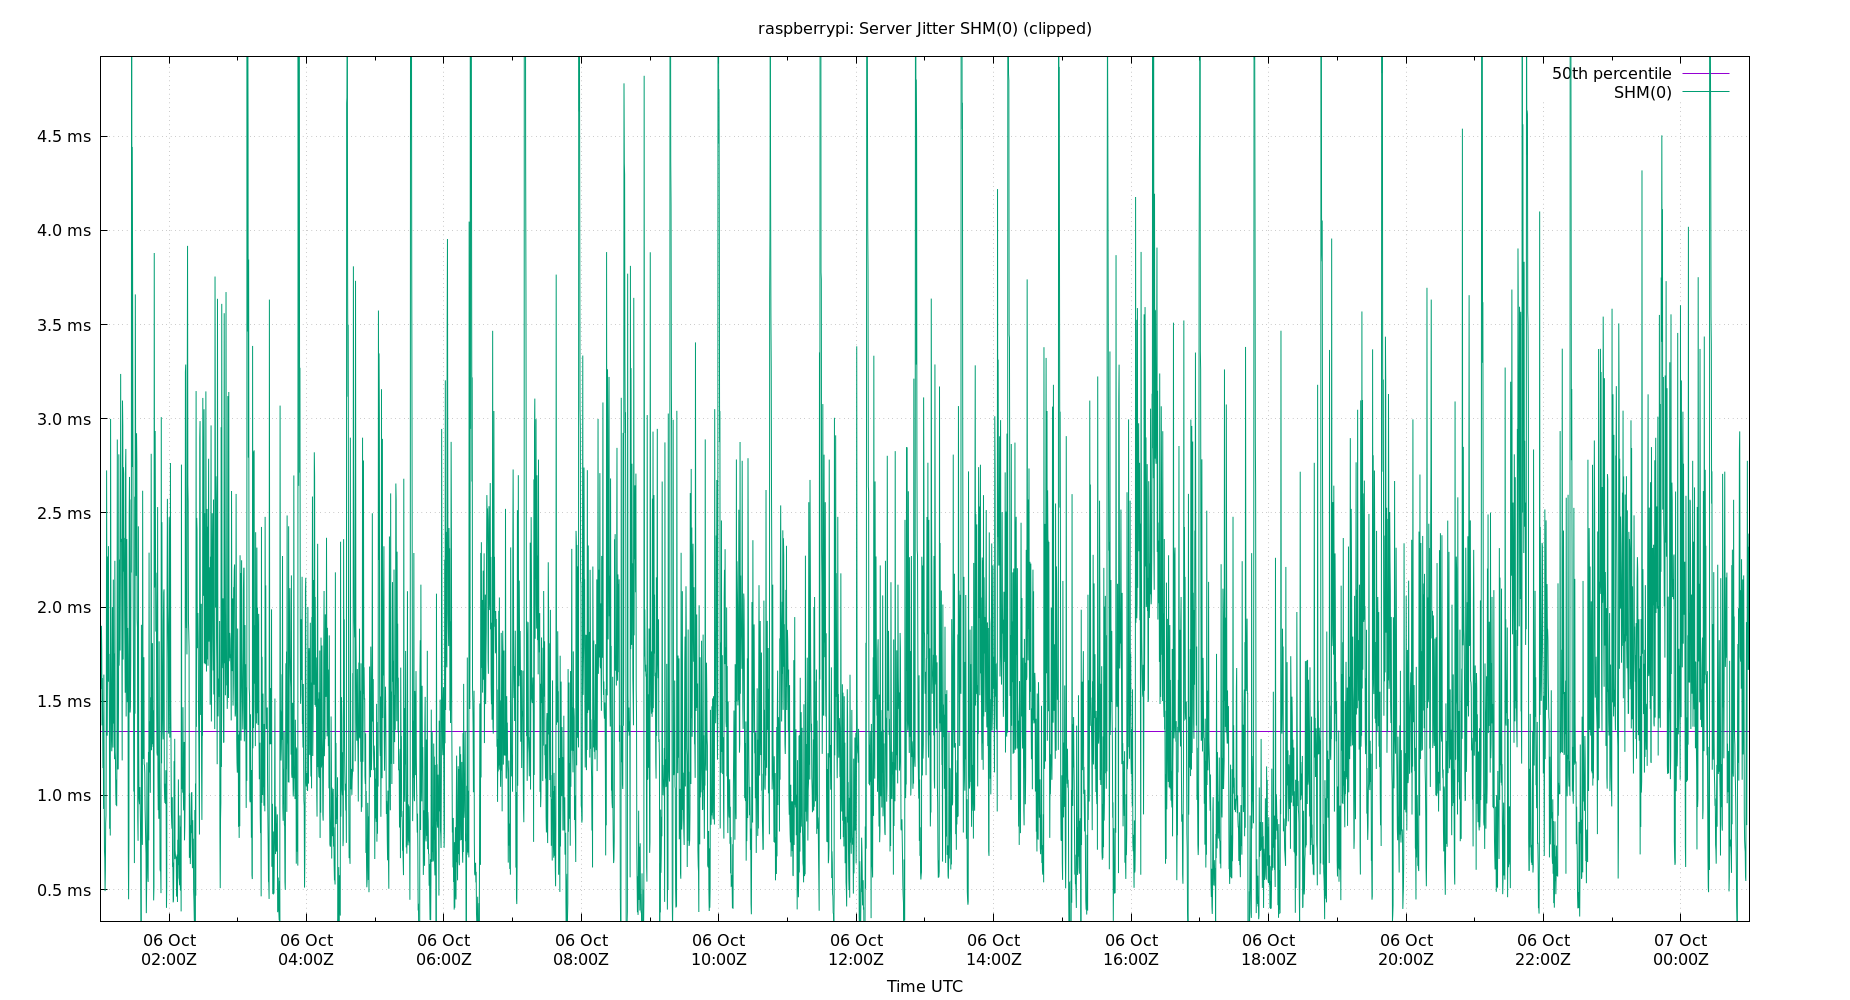 raspberrypi: Server Jitter SHM(0) (clipped)
50th percentile
SHM(0)
4.5 ms
4.0 ms
3.5 ms
3.0 ms
2.5 ms
2.0 ms
1.5 ms
1.0 ms
0.5 ms
06 Oct 06 Oct 06 Oct 06 Oct 06 Oct 06 Oct 06 Oct 06 Oct 06 Oct 06 Oct 06 Oct 07 Oct
02:00Z 04:00Z 06:00Z 08:00Z 10:00Z 12:00Z 14:00Z 16:00Z 18:00Z 20:00Z 22:00Z 00:00Z
Time UTC